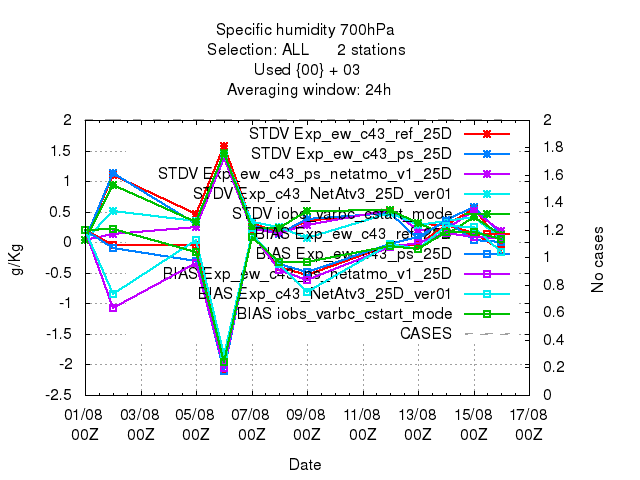 Specific humidity 700hPa
Selection: ALL 2 stations
Used {00} + 03
Averaging window: 24h
g/Kg
2
1.5
1
0.5
0
-0.5
-1
-1.5
-2
-2.5
STDV Exp_ew_c43_ref_25D
STDV Exp_ew_c43_ps_25D
STDV Exp_ew_c43_ps_netatmo_v1_25D
STDV Exp_c43_NetAtv3_25D_ver01
STDV iobs_varbc_cstart_mode
BIAS Exp_ew_c43_ref_25D
BIAS Exp_ew_c43_ps_25D
BIAS Exp_ew_c43_ps_netatmo_v1_25D
BIAS Exp_c43_NetAtv3_25D_ver01
BIAS iobs_varbc_cstart_mode
CASES
2
1.8
1.6
1.4
1.2
1
0.8
0.6
0.4
0.2
0
No cases
01/08 03/08 05/08 07/08 09/08 11/08 13/08 15/08 17/08
00Z 00Z 00Z 00Z 00Z 00Z 00Z 00Z 00Z
Date